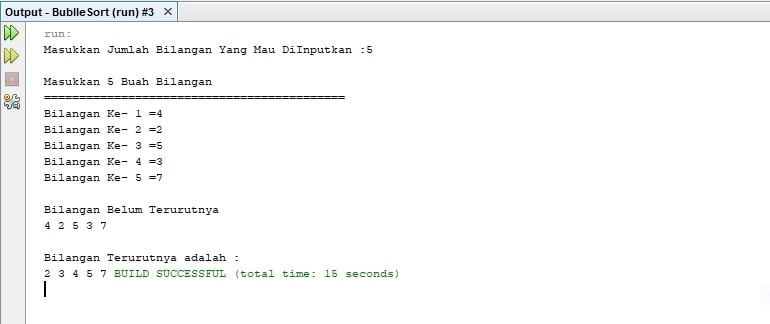 Output - BublleSort (run) #3 ×
run:
Masukkan Jumlah Bilangan Yang Mau DiInputkan :5
Masukkan 5 Buah Bilangan
===========================================
Bilangan Ke- 1 =4
Bilangan Ke- 2 =2
Bilangan Ke- 3 =5
Bilangan Ke- 4 =3
Bilangan Ke- 5 =7
Bilangan Belum Terurutnya
4 2 5 3 7
Bilangan Terurutnya adalah :
2 3 4 5 7 BUILD SUCCESSFUL (total time: 15 seconds)